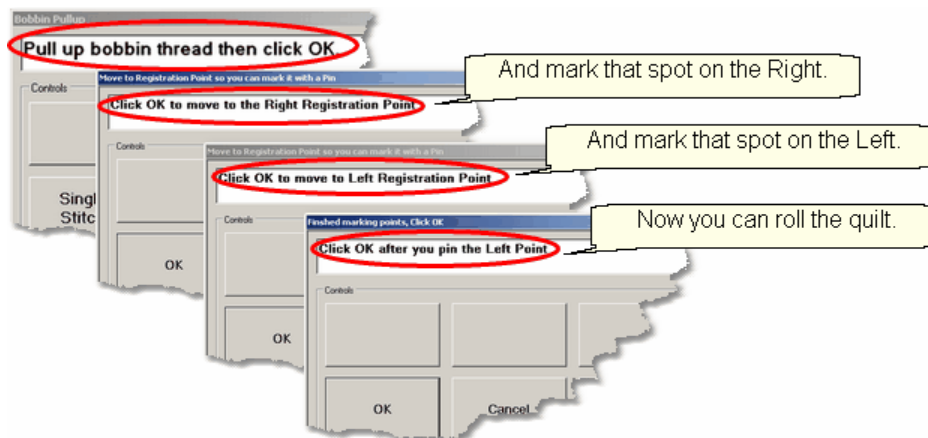 Bobbin Pullup
Pull up bobbin thread then click OK.
Controls
Singl
Stitc
Move to Registration Point so you can mark it with a Pin
Click OK to move to the Right Registration Point
And mark that spot on the Right.
Controls
OK
Move to Registration Point so you can mark it with a Pin
Click OK to move to Left Registration Point
And mark that spot on the Left.
Controls
OK
Finshed marking points, Click OK
Click OK after you pin the Left Point
Now you can roll the quilt.
Controls
OK
Cancel